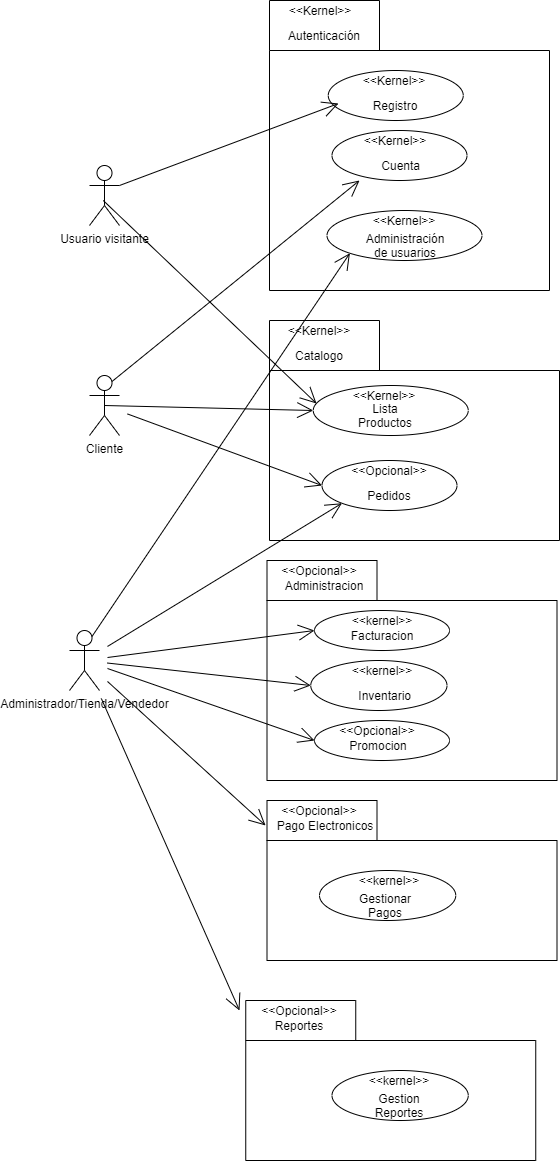 <<Kernel>>
Autenticación
<<Kernel>>
Registro
<<Kernel>>
Cuenta
<<Kernel>>
Administración
de usuarios
Usuario visitante
<<Kernel>>
Catalogo
<<Kernel>>
Lista
Productos
<<Opcional>>
Pedidos
Cliente
<<Opcional>>
Administracion
<<kernel>>
Facturacion
<<kernel>>
Inventario
<<Opcional>>
Promocion
Administrador/Tienda/Vendedor
<<Opcional>>
Pago Electronicos
<<kernel>>
Gestionar
Pagos
<<Opcional>>
Reportes
<<kernel>>
Gestion
Reportes